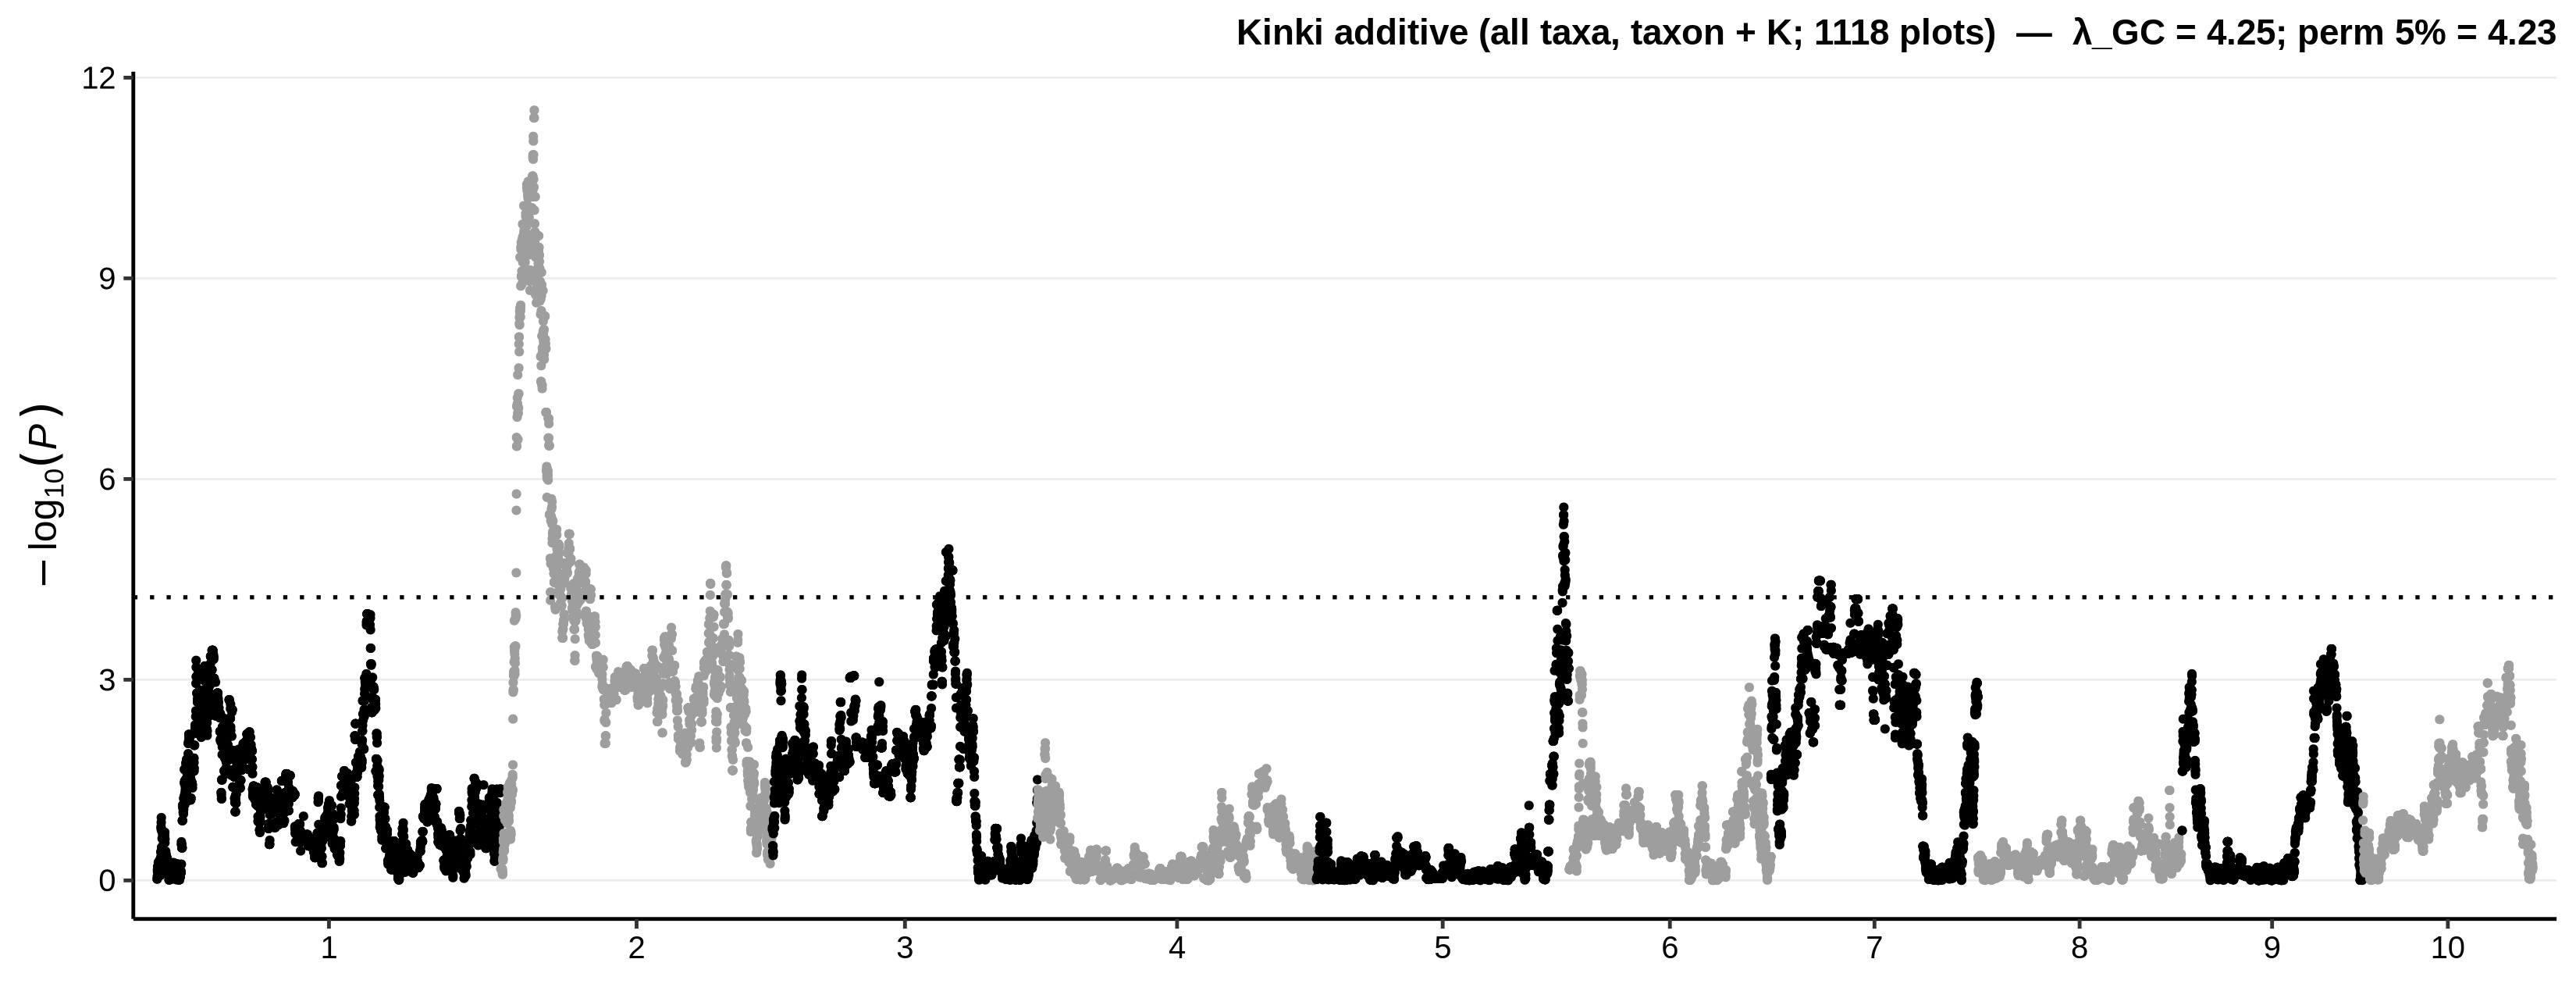 Kinki additive (all taxa, taxon + K; 1118 plots) — λ_GC = 4.25; perm 5% = 4.23
12
9
6
3
0
− log10(P)
1 2 3 4 5 6 7 8 9 10